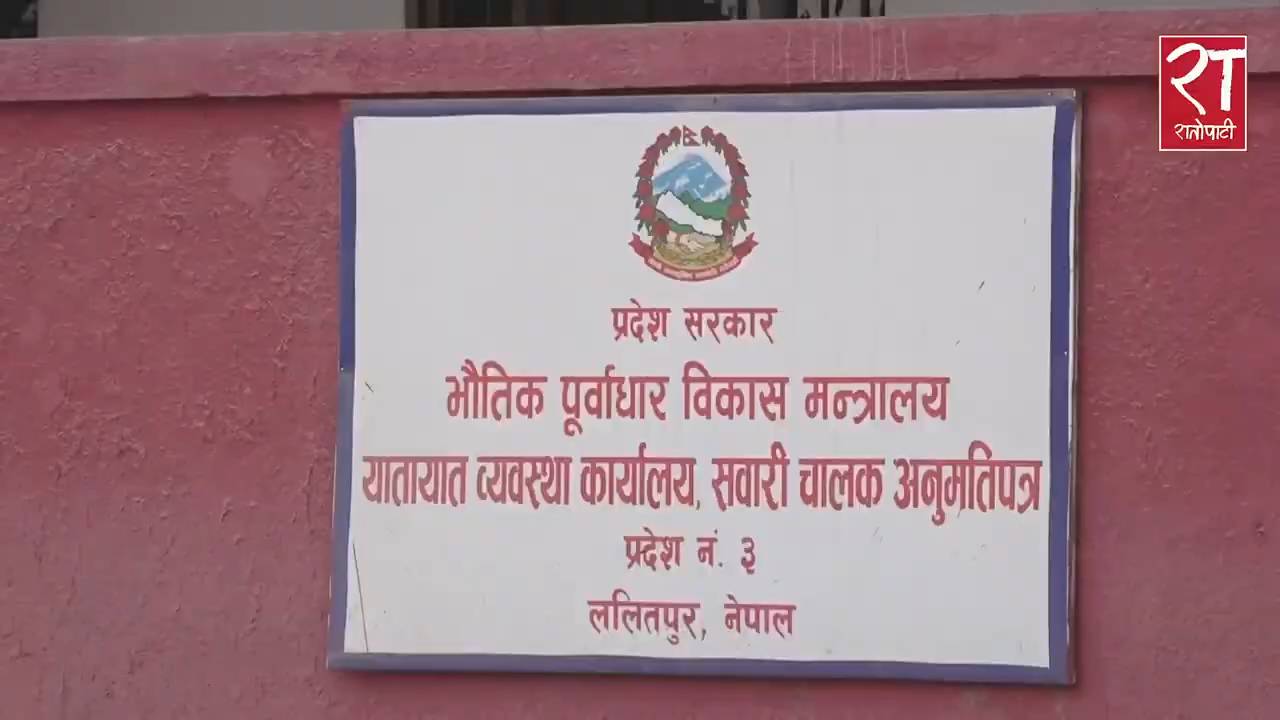 रातोपाटी
प्रदेश सरकार
भौतिक पूर्वाधार विकास मन्त्रालय
यातायात व्यवस्था कार्यालय, सवारी चालक अनुमतिपत्र
प्रदेश नं. ३
ललितपुर, नेपाल